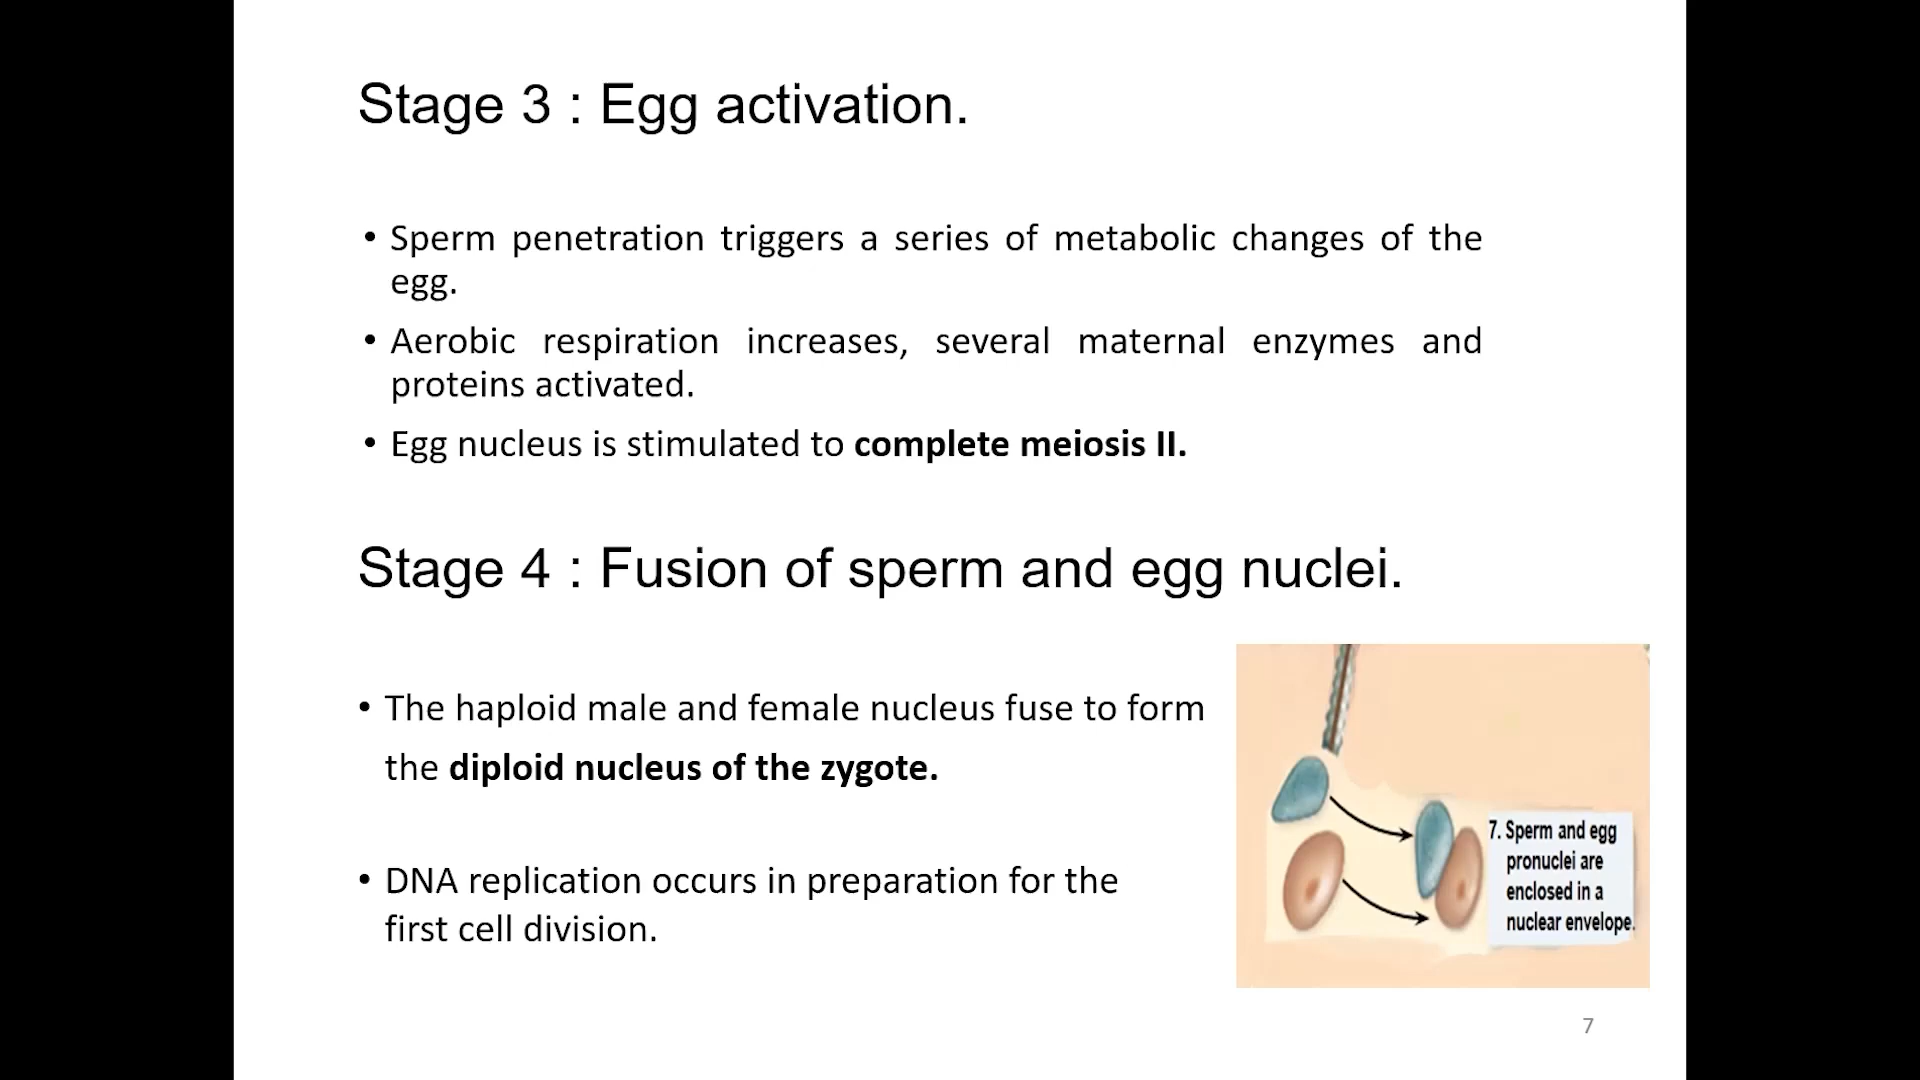 Stage 3 : Egg activation.
• Sperm penetration triggers a series of metabolic changes of the
egg.
• Aerobic respiration increases, several maternal enzymes and
proteins activated.
• Egg nucleus is stimulated to complete meiosis II.
Stage 4 : Fusion of sperm and egg nuclei.
• The haploid male and female nucleus fuse to form
the diploid nucleus of the zygote.
• DNA replication occurs in preparation for the
first cell division.
7. Sperm and egg
pronuclei are
enclosed in a
nuclear envelope.
7